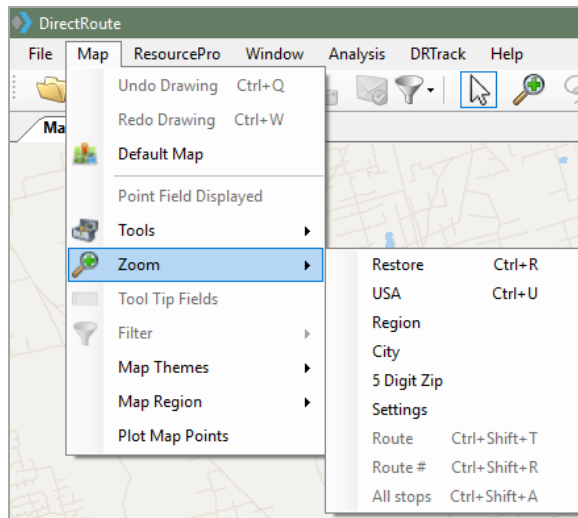 DirectRoute
File Map ResourcePro Window Analysis DRTrack Help
Undo Drawing Ctrl+Q
Redo Drawing Ctrl+W
Ma
Default Map
Point Field Displayed
Tools
Zoom
Restore Ctrl+R
USA Ctrl+U
Tool Tip Fields
Region
Filter
City
5 Digit Zip
Map Themes
Settings
Map Region
Route Ctrl+Shift+T
Plot Map Points
Route # Ctrl+Shift+R
All stops Ctrl+Shift+A